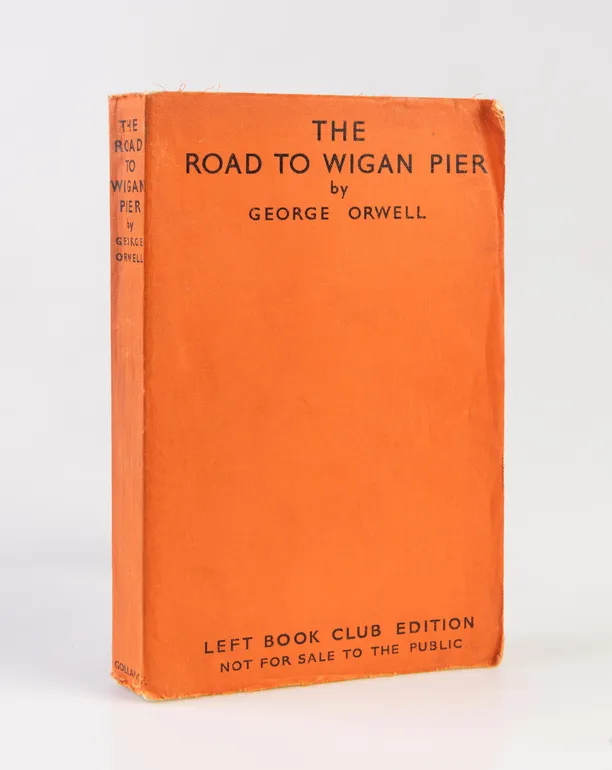 THE
ROAD TO WIGAN PIER
by
GEORGE ORWELL
LEFT BOOK CLUB EDITION
NOT FOR SALE TO THE PUBLIC
THE
ROAD
TO
WIGAN
PIER
by
GEORGE
ORWELL
GOLLANCZ